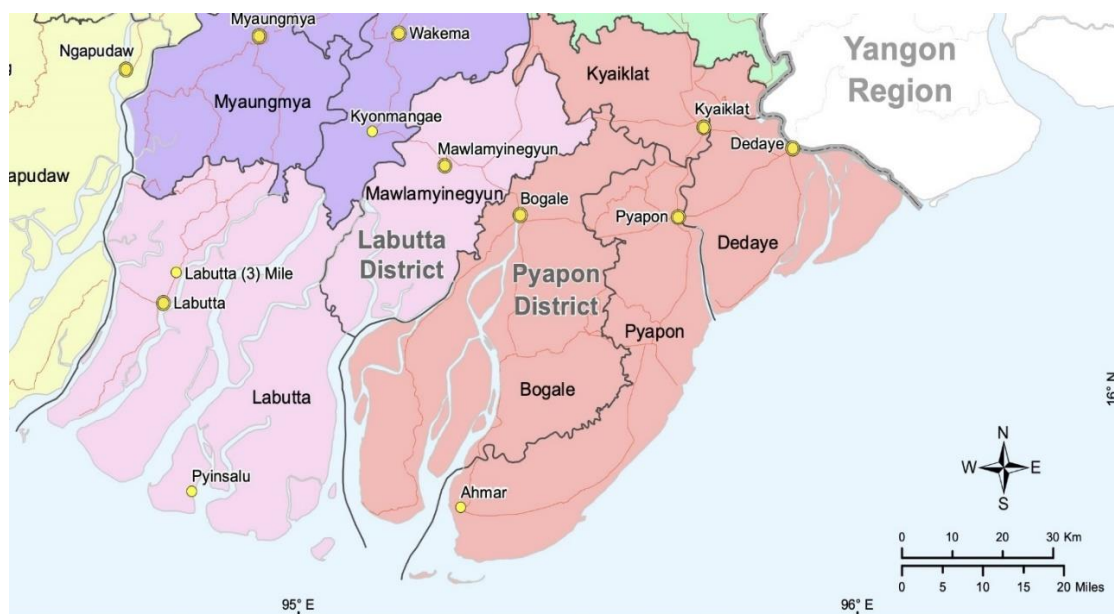 Myaungmya
Wakema
Ngapudaw
Yangon
Region
Kyaiklat
Myaungmya
Kyonmangae
Kyaiklat
Dedaye
Mawlamyinegyun
apudaw
Mawlamyinegyun
Bogale
Pyapon
Dedaye
Labutta
District
Labutta (3) Mile
Pyapon
District
Labutta
Pyapon
Bogale
Labutta
16° N
N
W
E
S
Pyinsalu
Ahmar
0 10 20 30 Km
0 5 10 15 20 Miles
95° E
96° E